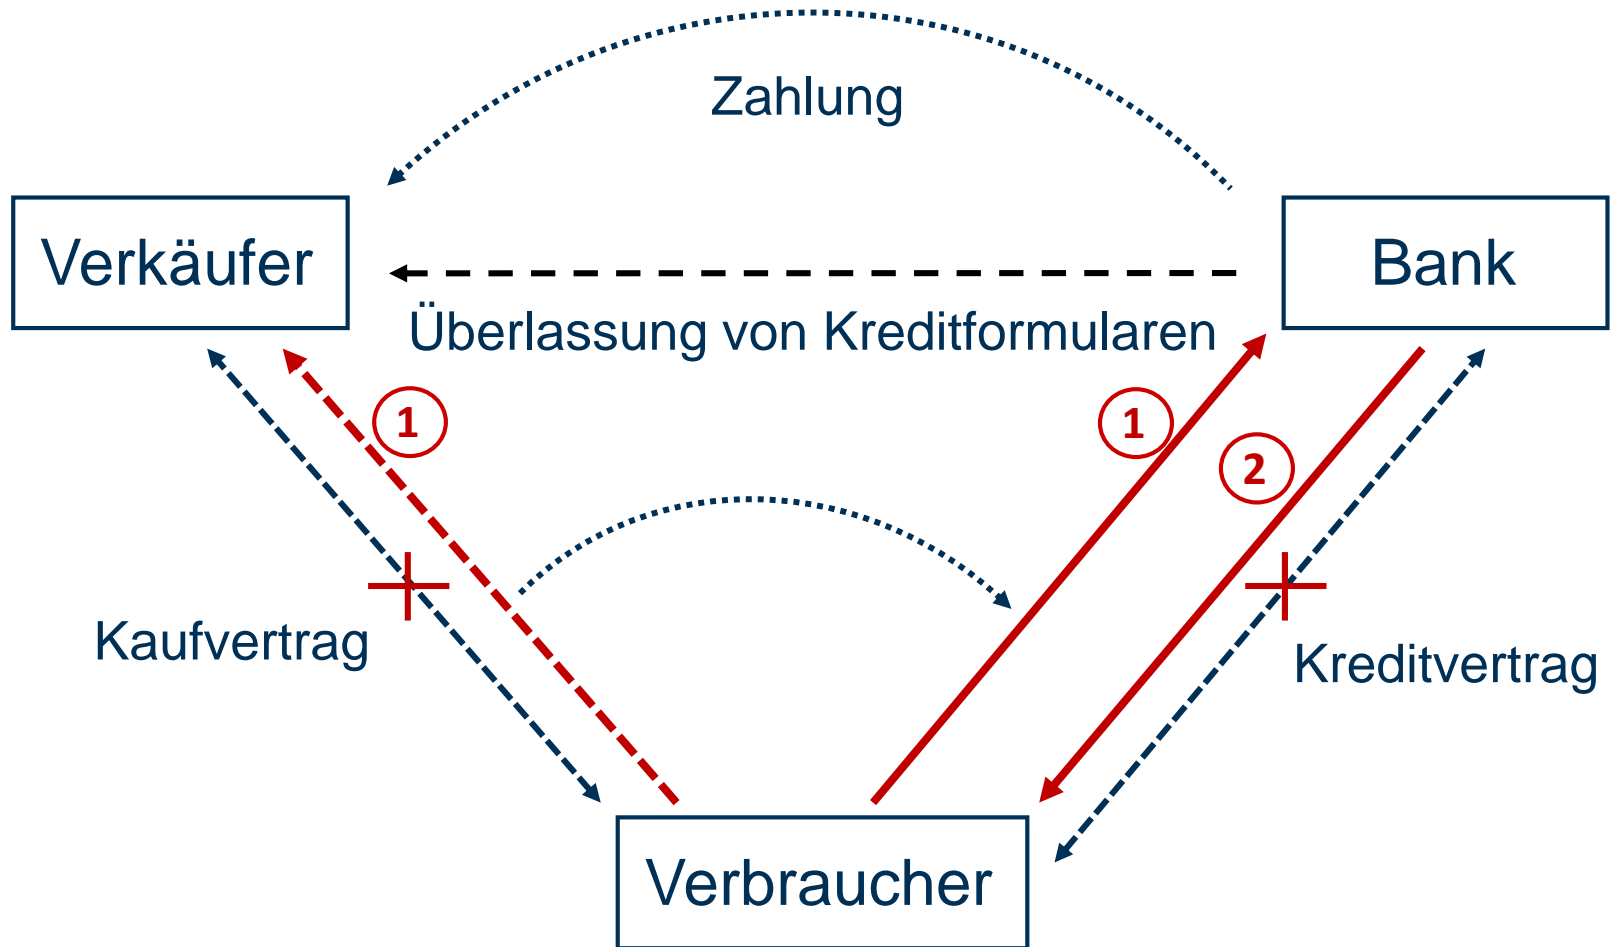 Zahlung
Verkäufer
Bank
Überlassung von Kreditformularen
1
1
2
Kaufvertrag
Kreditvertrag
Verbraucher